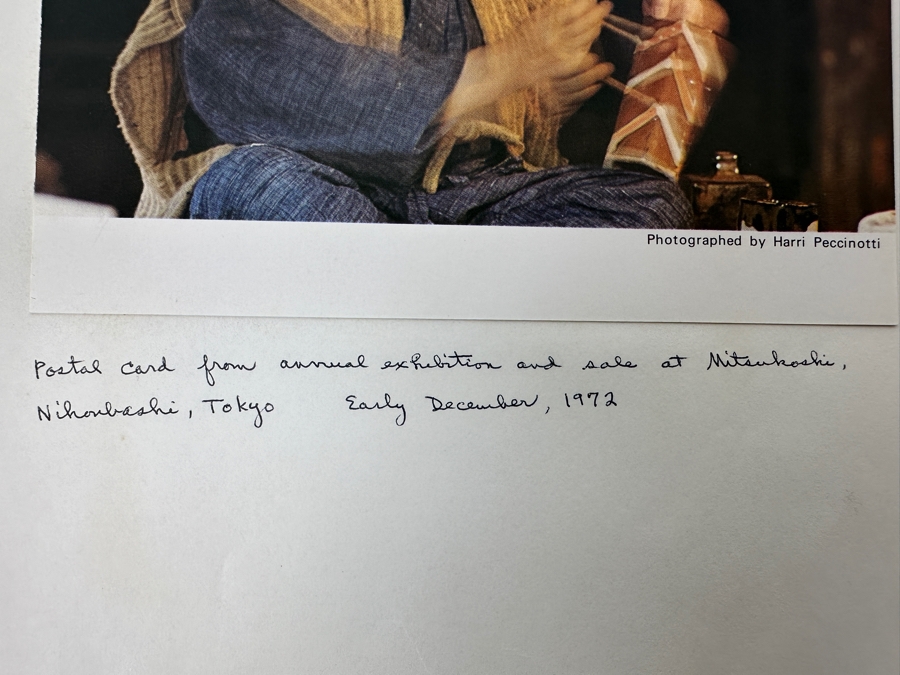 Photographed by Harri Peccinotti
Postal card from annual exhibition and sale at Mitsukoshi,
Nihonbashi, Tokyo Early December, 1972